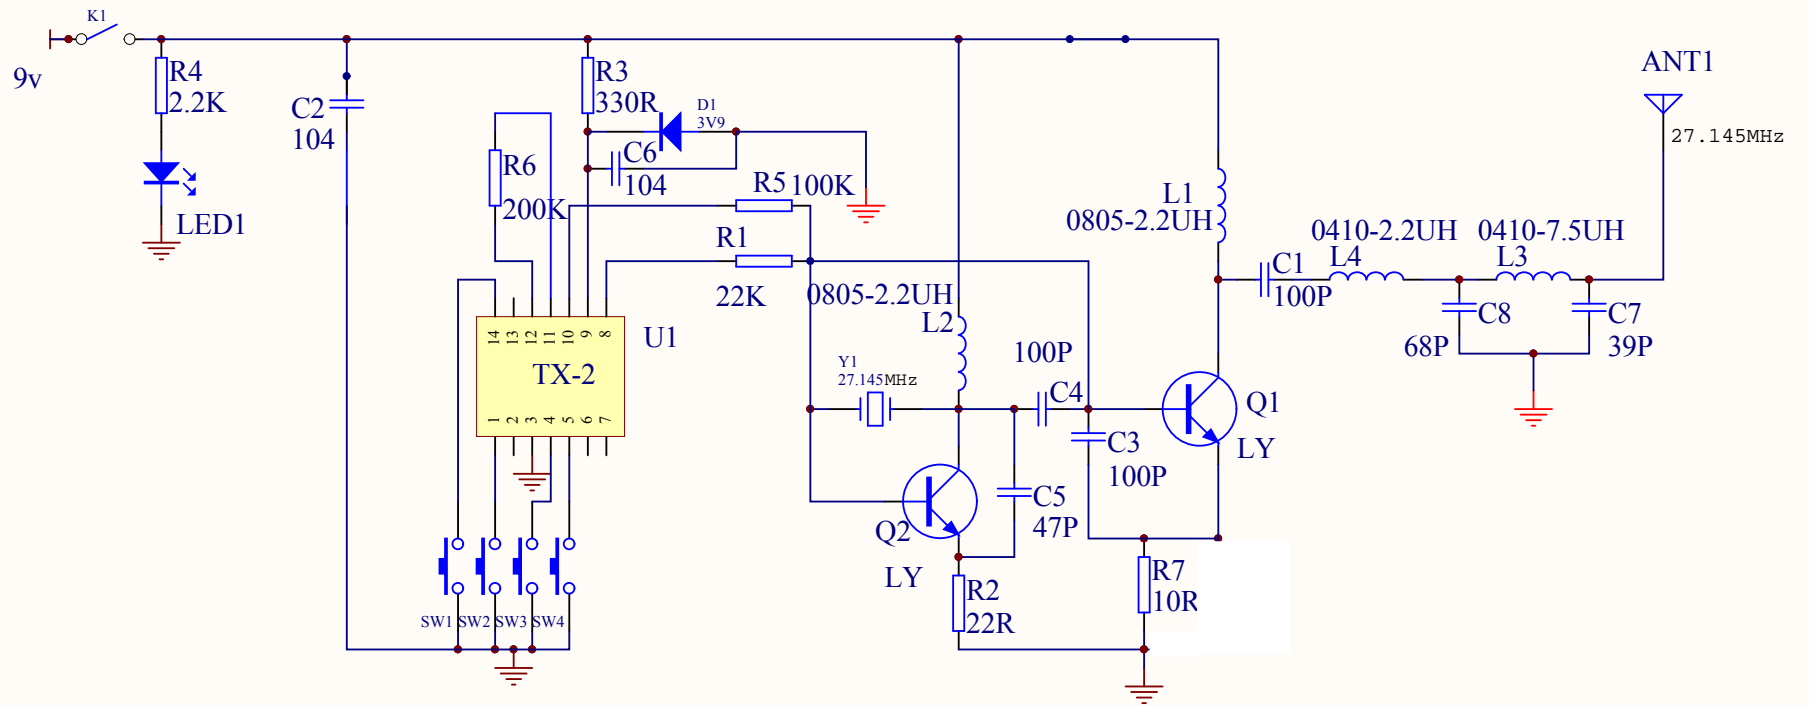 K1
9v
R4
2.2K
LED1
C2
104
R3
330R
D1
3V9
C6
104
R6
200K
R5 100K
R1
22K
U1
14 13 12 11 10 9 8
TX-2
1 2 3 4 5 6 7
SW1 SW2 SW3 SW4
0805-2.2UH
L2
Y1
27.145MHz
100P
C4
C3
100P
C5
47P
Q2
LY
R2
22R
L1
0805-2.2UH
Q1
LY
R7
10R
C1
100P
0410-2.2UH
L4
0410-7.5UH
L3
C8
68P
C7
39P
ANT1
27.145MHz